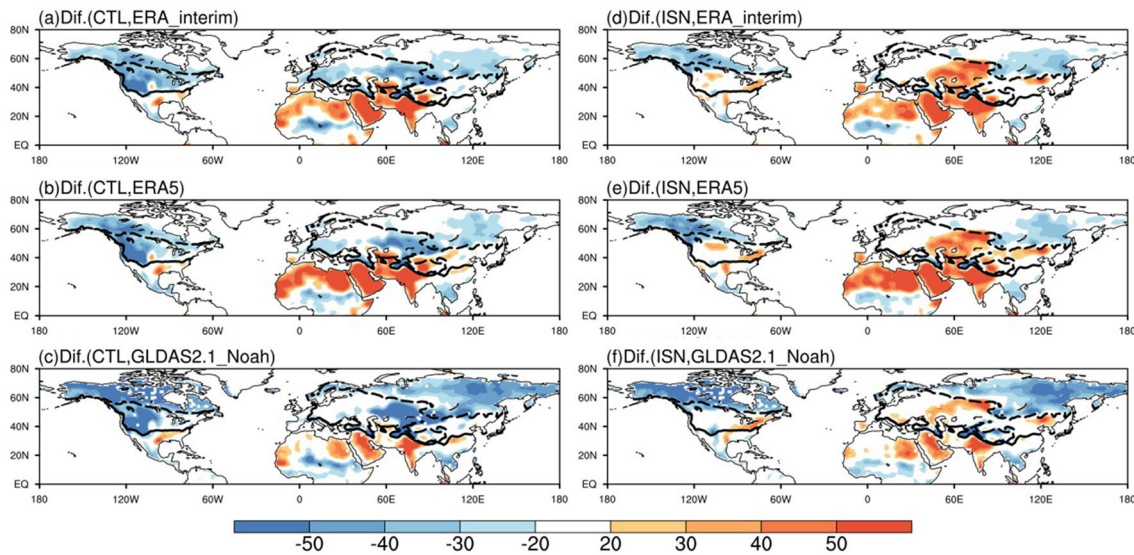 (a)Dif.(CTL,ERA_interim)
80N
60N
40N
20N
EQ
180 120W 60W 0 60E 120E 180
(d)Dif.(ISN,ERA_interim)
80N
60N
40N
20N
EQ
180 120W 60W 0 60E 120E 180
(b)Dif.(CTL,ERA5)
80N
60N
40N
20N
EQ
180 120W 60W 0 60E 120E 180
(e)Dif.(ISN,ERA5)
80N
60N
40N
20N
EQ
180 120W 60W 0 60E 120E 180
(c)Dif.(CTL,GLDAS2.1_Noah)
80N
60N
40N
20N
EQ
180 120W 60W 0 60E 120E 180
(f)Dif.(ISN,GLDAS2.1_Noah)
80N
60N
40N
20N
EQ
180 120W 60W 0 60E 120E 180
-50 -40 -30 -20 20 30 40 50